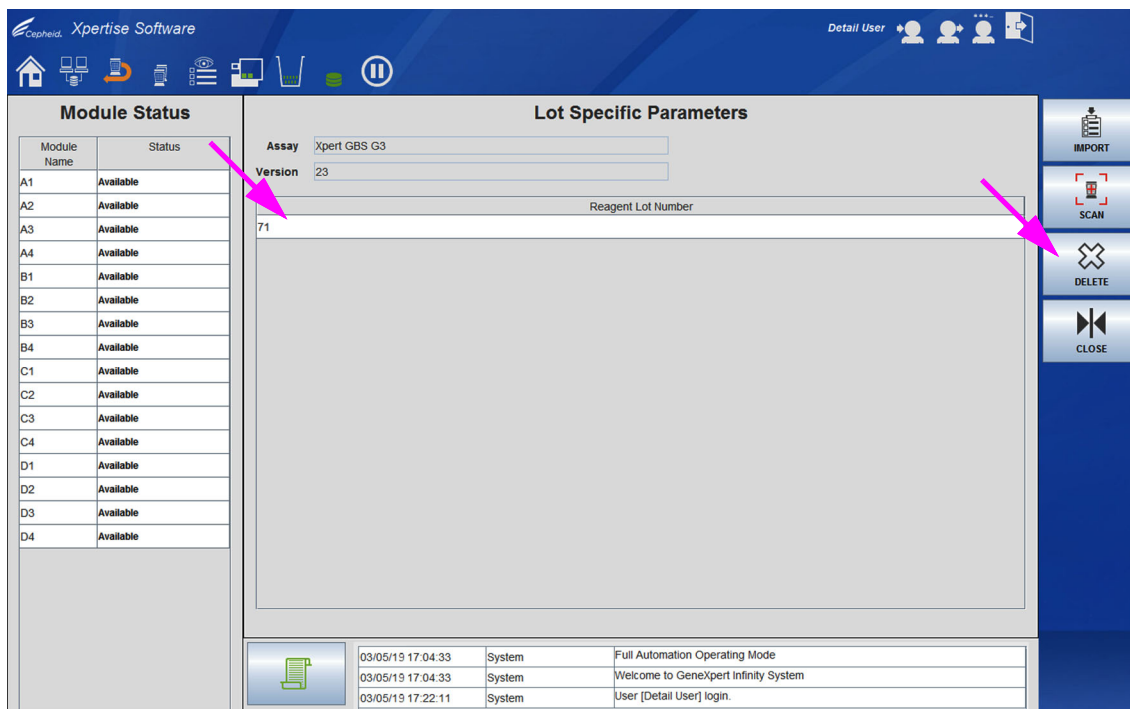 Cepheid. Xpertise Software
Detail User
Module Status
Module Name Status
A1 Available
A2 Available
A3 Available
A4 Available
B1 Available
B2 Available
B3 Available
B4 Available
C1 Available
C2 Available
C3 Available
C4 Available
D1 Available
D2 Available
D3 Available
D4 Available
Lot Specific Parameters
Assay Xpert GBS G3
Version 23
Reagent Lot Number
71
IMPORT
SCAN
DELETE
CLOSE
03/05/19 17:04:33 System Full Automation Operating Mode
03/05/19 17:04:33 System Welcome to GeneXpert Infinity System
03/05/19 17:22:11 System User [Detail User] login.